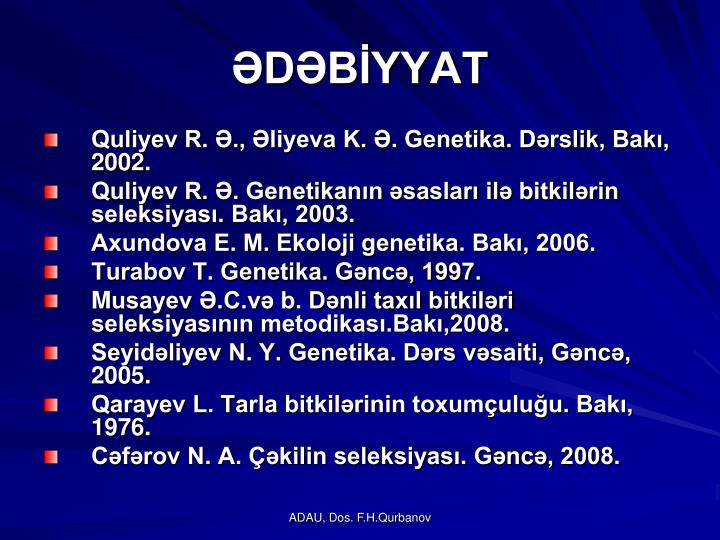 ƏDƏBİYYAT
Quliyev R. Ə., Əliyeva K. Ə. Genetika. Dərslik, Bakı,
2002.
Quliyev R. Ə. Genetikanın əsasları ilə bitkilərin
seleksiyası. Bakı, 2003.
Axundova E. M. Ekoloji genetika. Bakı, 2006.
Turabov T. Genetika. Gəncə, 1997.
Musayev Ə.C.və b. Dənli taxıl bitkiləri
seleksiyasının metodikası.Bakı,2008.
Seyidəliyev N. Y. Genetika. Dərs vəsaiti, Gəncə,
2005.
Qarayev L. Tarla bitkilərinin toxumçuluğu. Bakı,
1976.
Cəfərov N. A. Çəkilin seleksiyası. Gəncə, 2008.
ADAU, Dos. F.H.Qurbanov